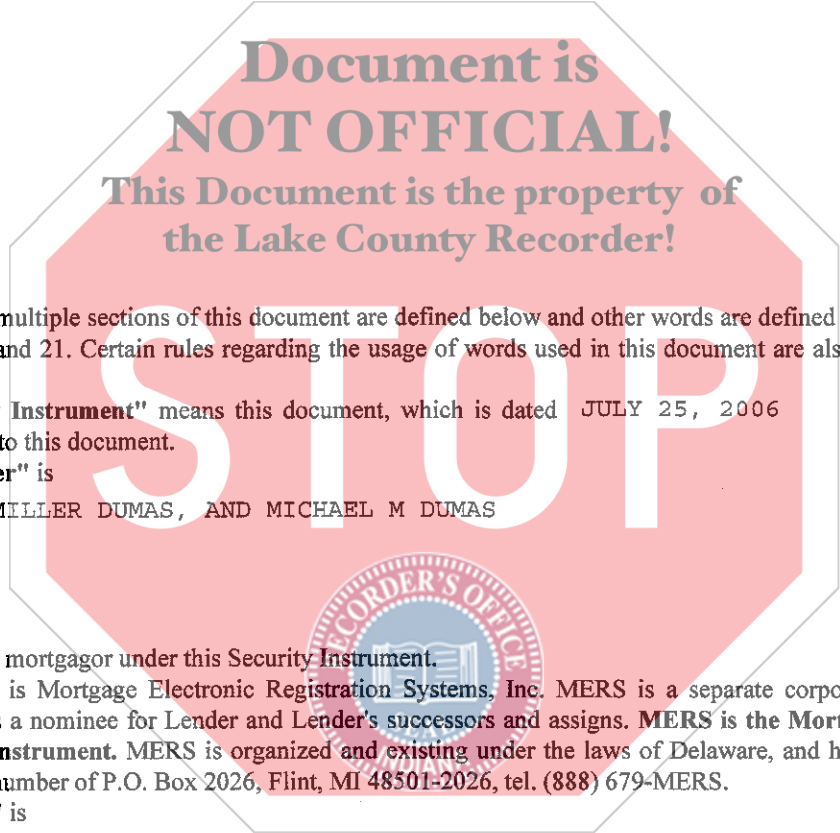 Document is
NOT OFFICIAL!
This Document is the property of
the Lake County Recorder!
STOP
multiple sections of this document are defined below and other words are defined
and 21. Certain rules regarding the usage of words used in this document are als
Instrument" means this document, which is dated JULY 25, 2006
to this document.
er" is
MILLER DUMAS, AND MICHAEL M DUMAS
RECORDER'S OFFICE
mortgagor under this Security Instrument.
is Mortgage Electronic Registration Systems, Inc. MERS is a separate corpo
a nominee for Lender and Lender's successors and assigns. MERS is the Mort
nstrument. MERS is organized and existing under the laws of Delaware, and h
number of P.O. Box 2026, Flint, MI 48501-2026, tel. (888) 679-MERS.
INDIANA
is